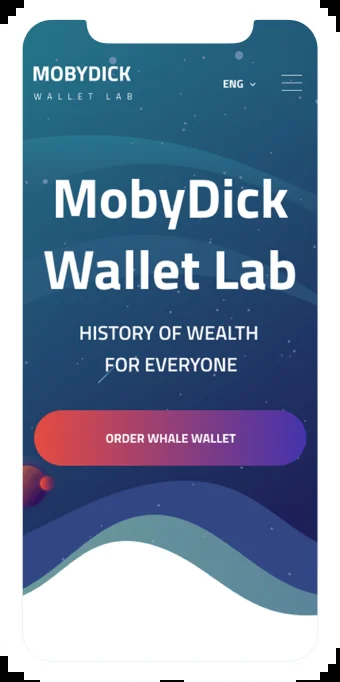 MOBYDICK
WALLET LAB
ENG
MobyDick
Wallet Lab
HISTORY OF WEALTH
FOR EVERYONE
ORDER WHALE WALLET